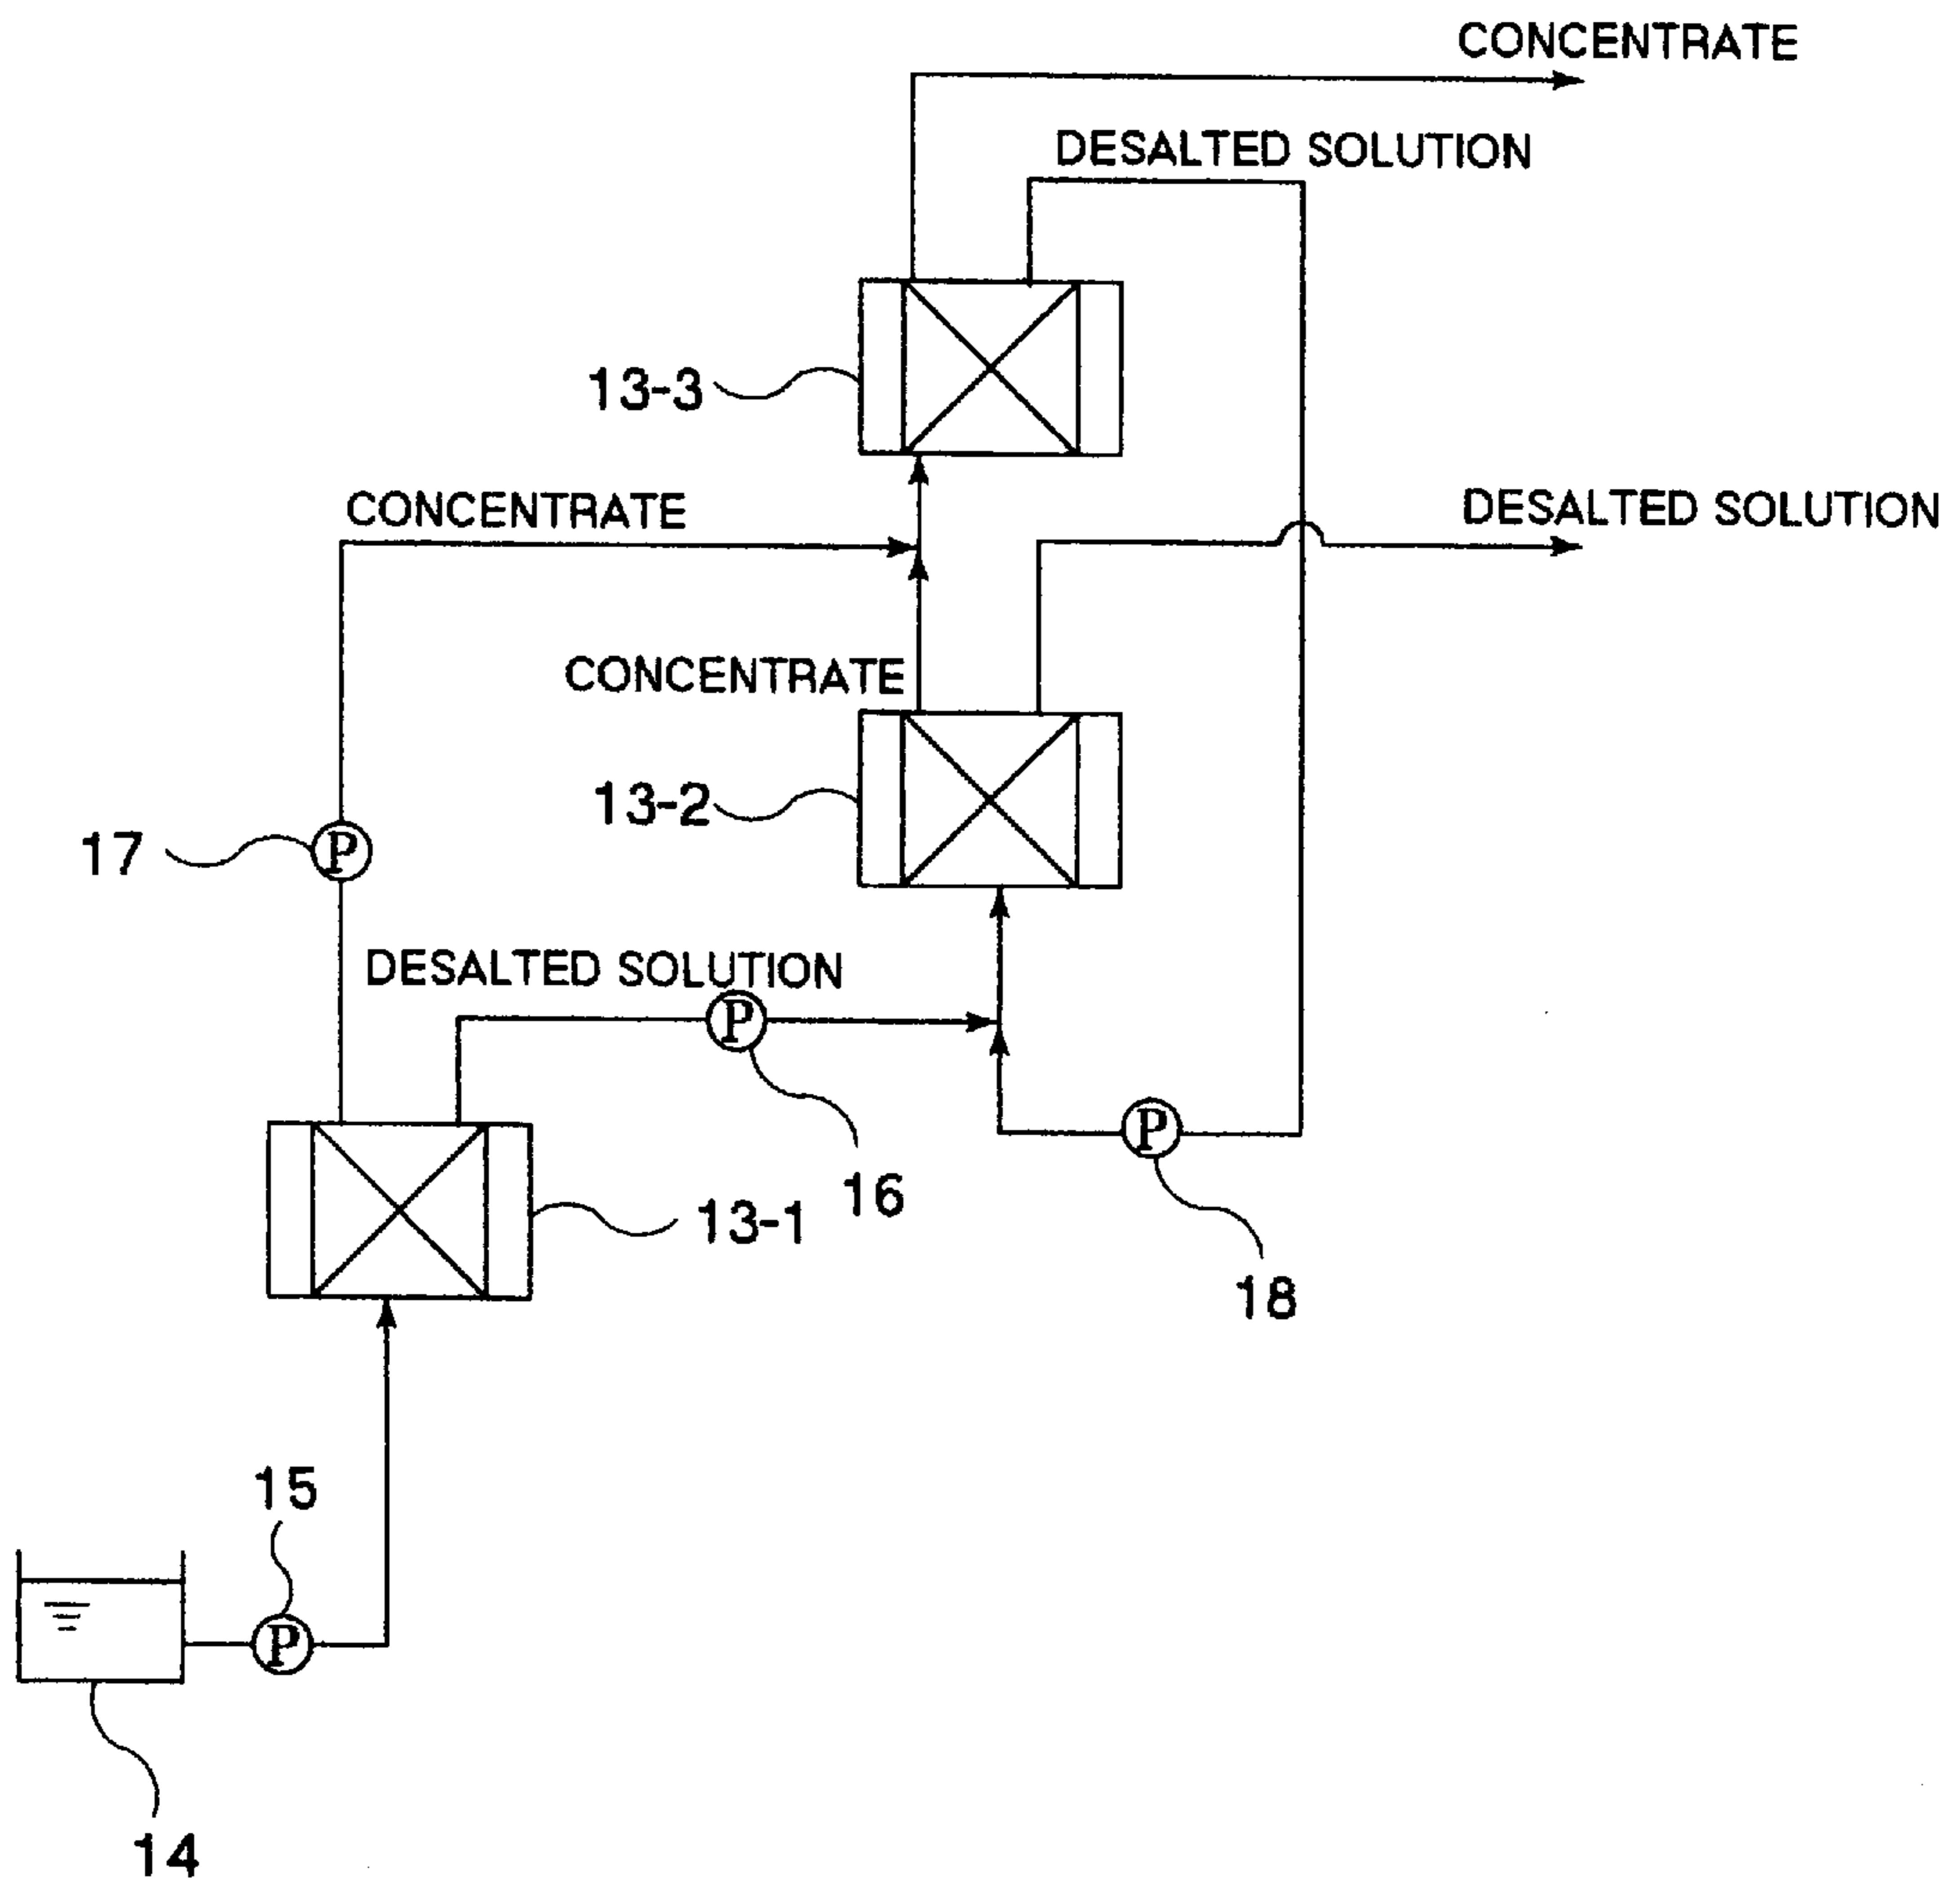 CONCENTRATE
DESALTED SOLUTION
13-3
CONCENTRATE
DESALTED SOLUTION
CONCENTRATE
13-2
17
P
DESALTED SOLUTION
P
P
16
13-1
18
15
P
14